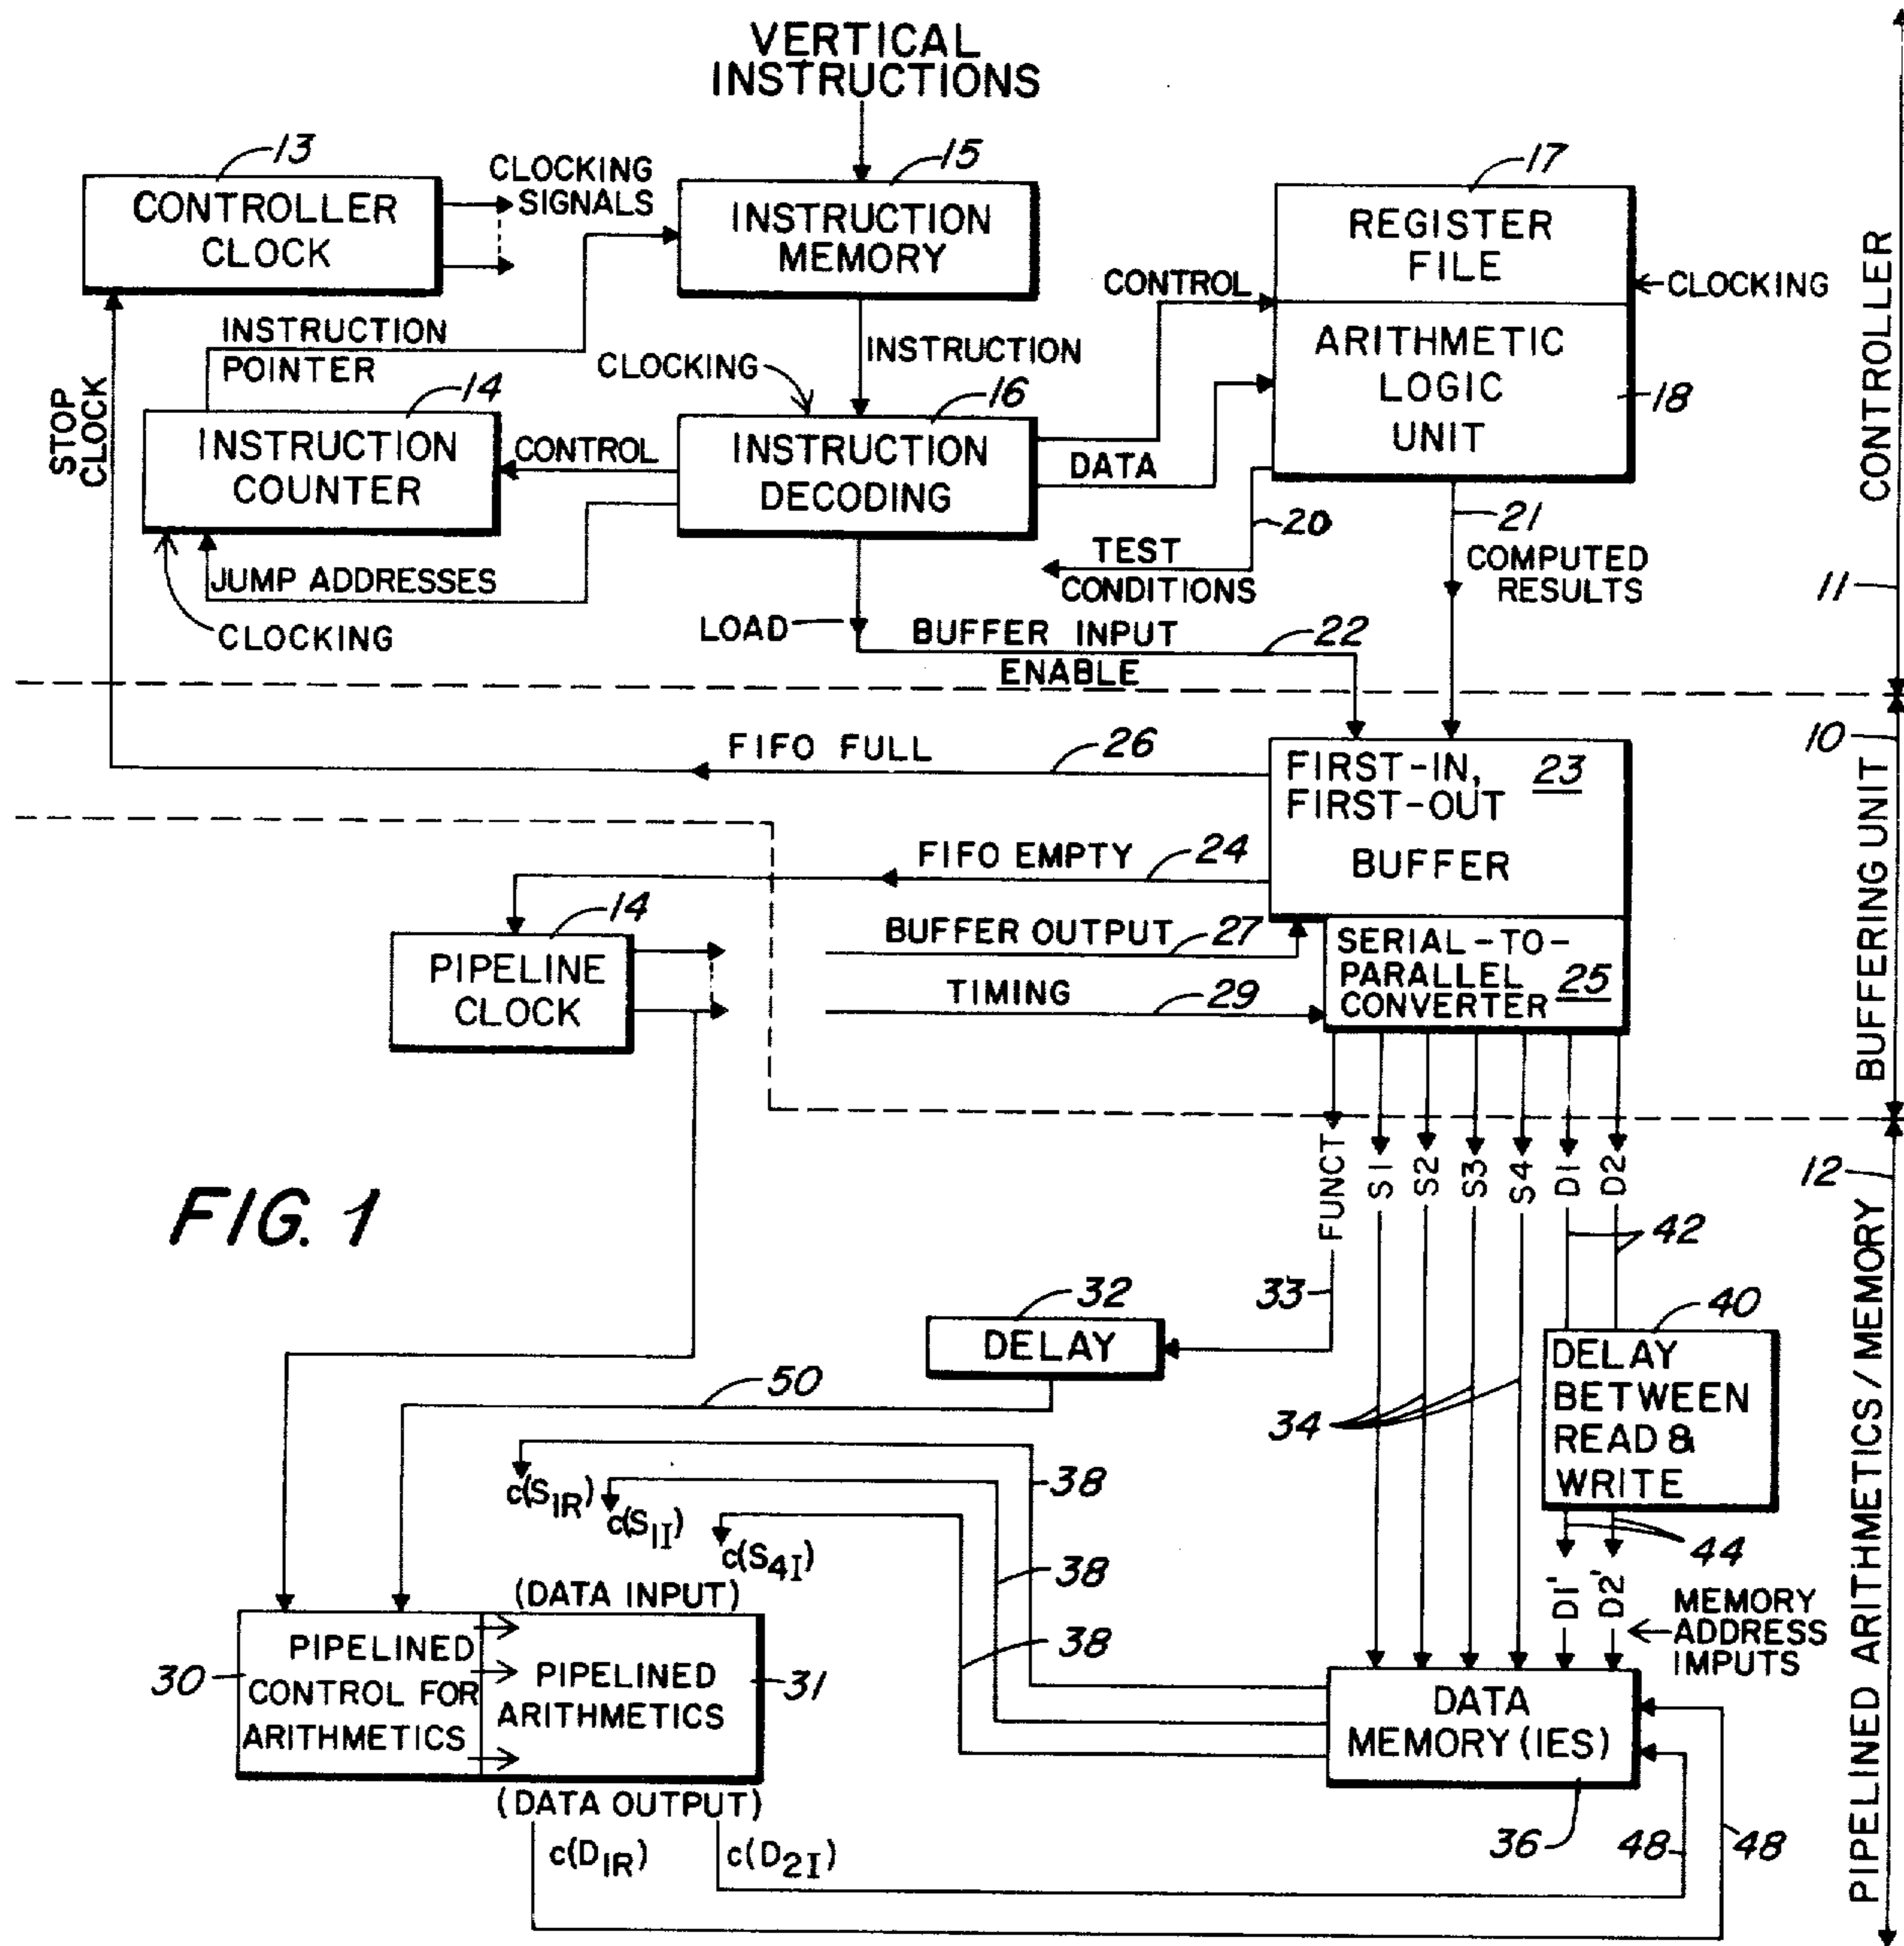 VERTICAL
INSTRUCTIONS
13
CONTROLLER
CLOCK
CLOCKING
SIGNALS
15
INSTRUCTION
MEMORY
17
REGISTER
FILE
CLOCKING
CONTROL
ARITHMETIC
LOGIC
UNIT
18
INSTRUCTION
POINTER
INSTRUCTION
CLOCKING
STOP
CLOCK
14
INSTRUCTION
COUNTER
CONTROL
16
INSTRUCTION
DECODING
DATA
20
TEST
CONDITIONS
21
COMPUTED
RESULTS
JUMP ADDRESSES
CLOCKING
LOAD
BUFFER INPUT
ENABLE
22
CONTROLLER
11
FIFO FULL
26
FIRST-IN,
FIRST-OUT
BUFFER
23
10
BUFFERING UNIT
FIFO EMPTY
24
14
PIPELINE
CLOCK
BUFFER OUTPUT
27
TIMING
29
SERIAL-TO-
PARALLEL
CONVERTER
25
FUNCT
S1
S2
S3
S4
D1
D2
12
PIPELINED ARITHMETICS/MEMORY
FIG. 1
42
33
32
DELAY
40
DELAY
BETWEEN
READ &
WRITE
50
34
c(S1R)
c(S1I)
c(S4I)
38
38
38
44
D1'
D2'
MEMORY
ADDRESS
IMPUTS
(DATA INPUT)
30
PIPELINED
CONTROL FOR
ARITHMETICS
PIPELINED
ARITHMETICS
31
DATA
MEMORY (IES)
36
(DATA OUTPUT)
c(D1R)
c(D2I)
48
48